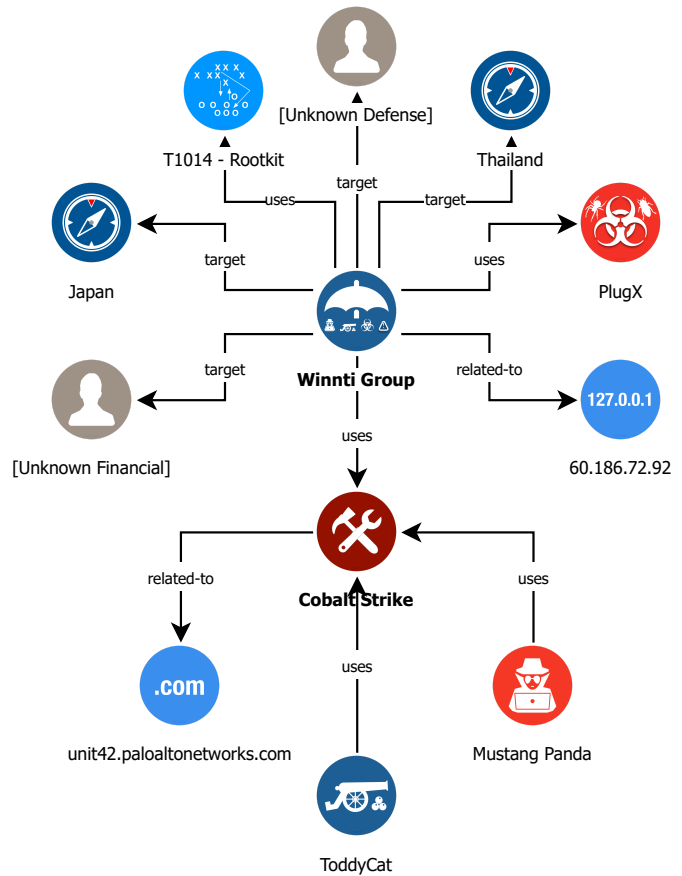 [Unknown Defense]
T1014 - Rootkit
Thailand
target
uses
target
Japan
target
uses
PlugX
Winnti Group
target
related-to
127.0.0.1
[Unknown Financial]
60.186.72.92
uses
Cobalt Strike
related-to
uses
.com
uses
unit42.paloaltonetworks.com
Mustang Panda
ToddyCat